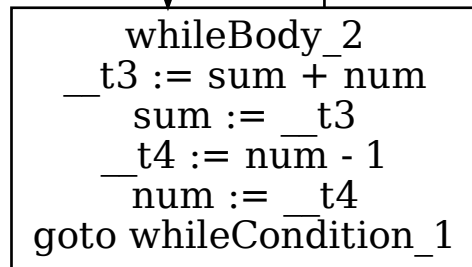 whileBody_2
__t3 := sum + num
sum := __t3
__t4 := num - 1
num := __t4
goto whileCondition_1